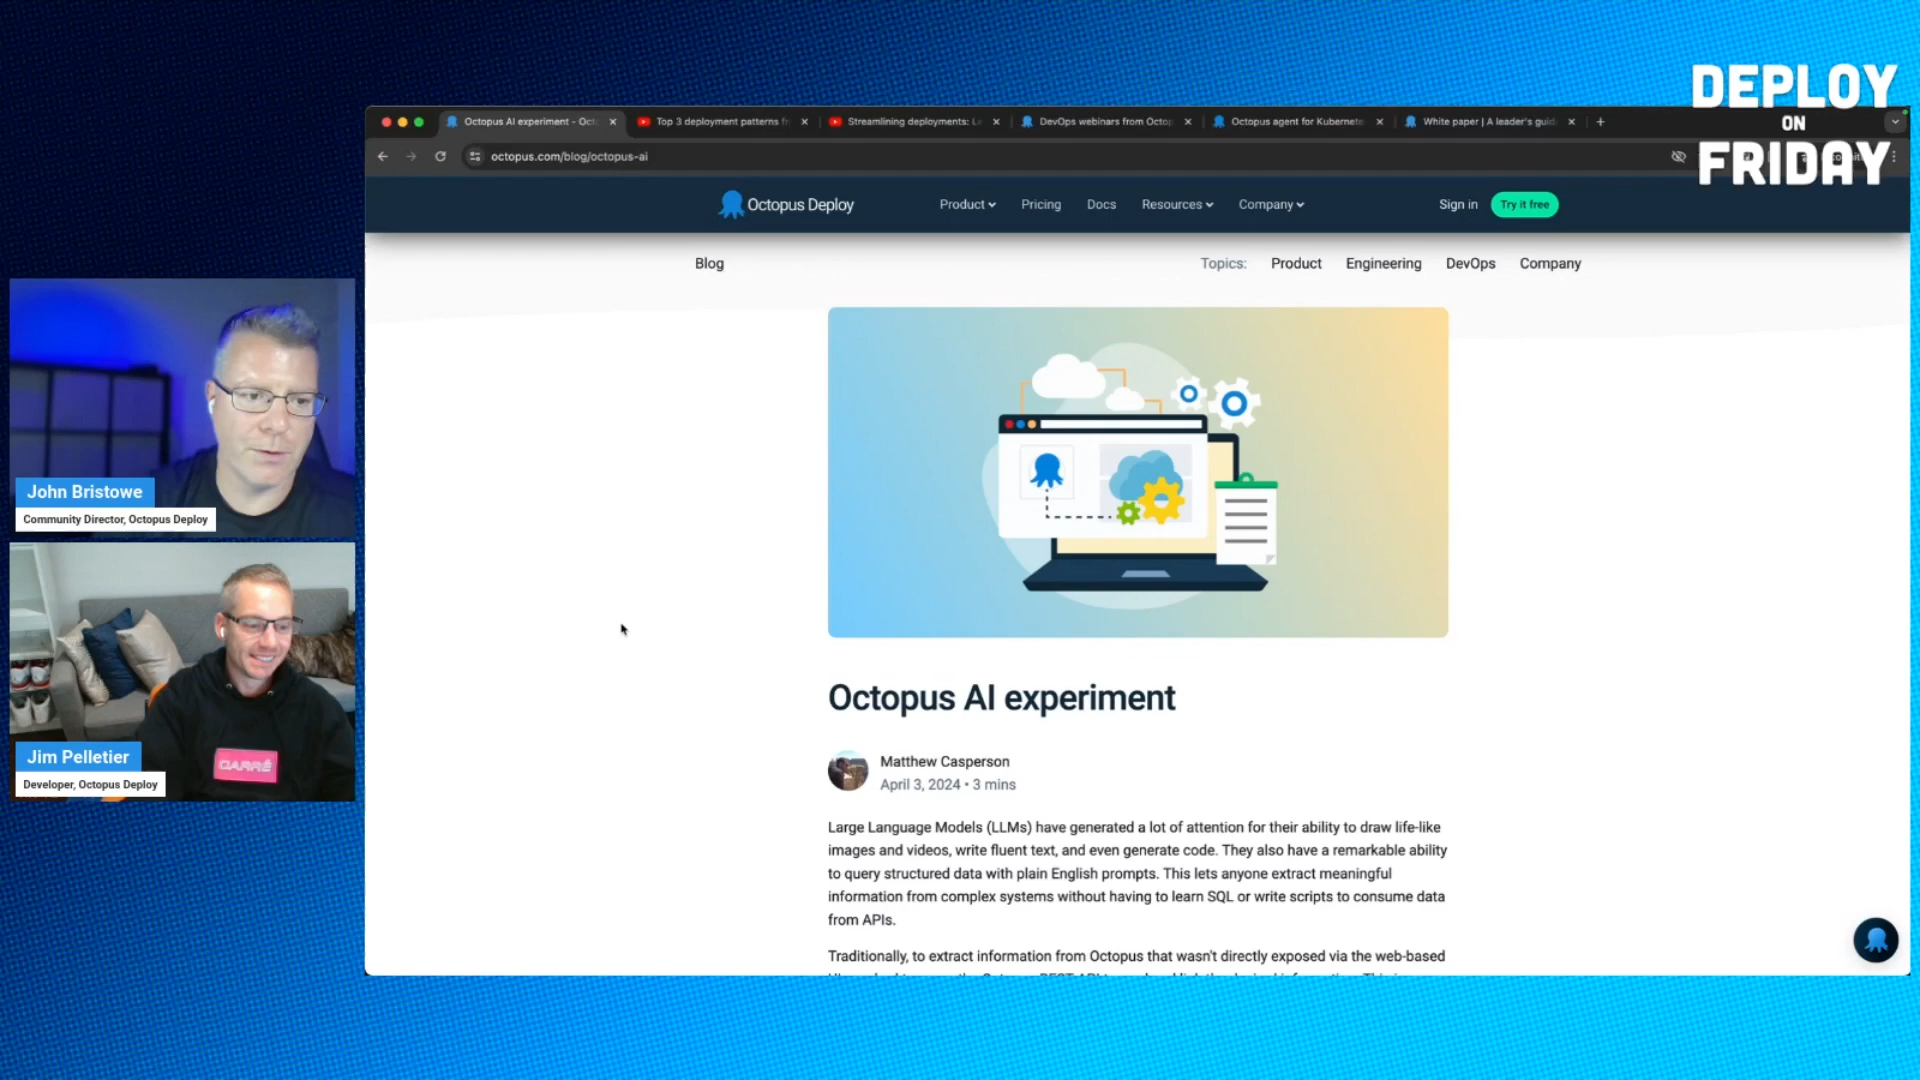 DEPLOY
ON
FRIDAY
Octopus AI experiment - Octo
Top 3 deployment patterns f
Streamlining deployments: L
DevOps webinars from Octop
Octopus agent for Kubernete
White paper | A leader's guid
octopus.com/blog/octopus-ai
Octopus Deploy
Product
Pricing
Docs
Resources
Company
Sign in
Try it free
Blog
Topics:
Product
Engineering
DevOps
Company
John Bristowe
Community Director, Octopus Deploy
CARRÉ
Jim Pelletier
Developer, Octopus Deploy
Octopus AI experiment
Matthew Casperson
April 3, 2024 • 3 mins
Large Language Models (LLMs) have generated a lot of attention for their ability to draw life-like
images and videos, write fluent text, and even generate code. They also have a remarkable ability
to query structured data with plain English prompts. This lets anyone extract meaningful
information from complex systems without having to learn SQL or write scripts to consume data
from APIs.
Traditionally, to extract information from Octopus that wasn't directly exposed via the web-based